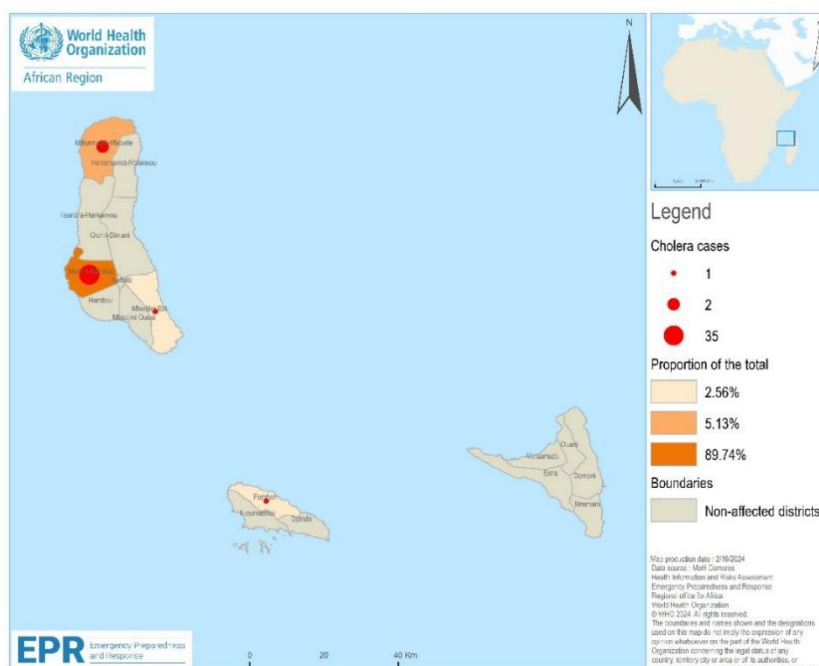 World Health
Organization
African Region
N
Legend
Cholera cases
1
2
35
Proportion of the total
2.56%
5.13%
89.74%
Boundaries
Non-affected districts
Hambou
Oichili-Dimani
Mbadjini Est
Mbadjini Ouest
Fomboni
Djando
Ouani
Mutsamudu
Sima
Domoni
Mremani
Map production date : 2/16/2024
Data source : MoH Comoros
Health Information and Risks Assessment
Emergency Preparedness and Response
Regional office for Africa
World Health Organization
© WHO 2024. All rights reserved.
The boundaries and names shown and the designations
used on this map do not imply the expression of any
opinion whatsoever on the part of the World Health
Organization concerning the legal status of any
country, territory, city or area or of its authorities, or
EPR Emergency Preparedness
and Response
0 20 40 Km